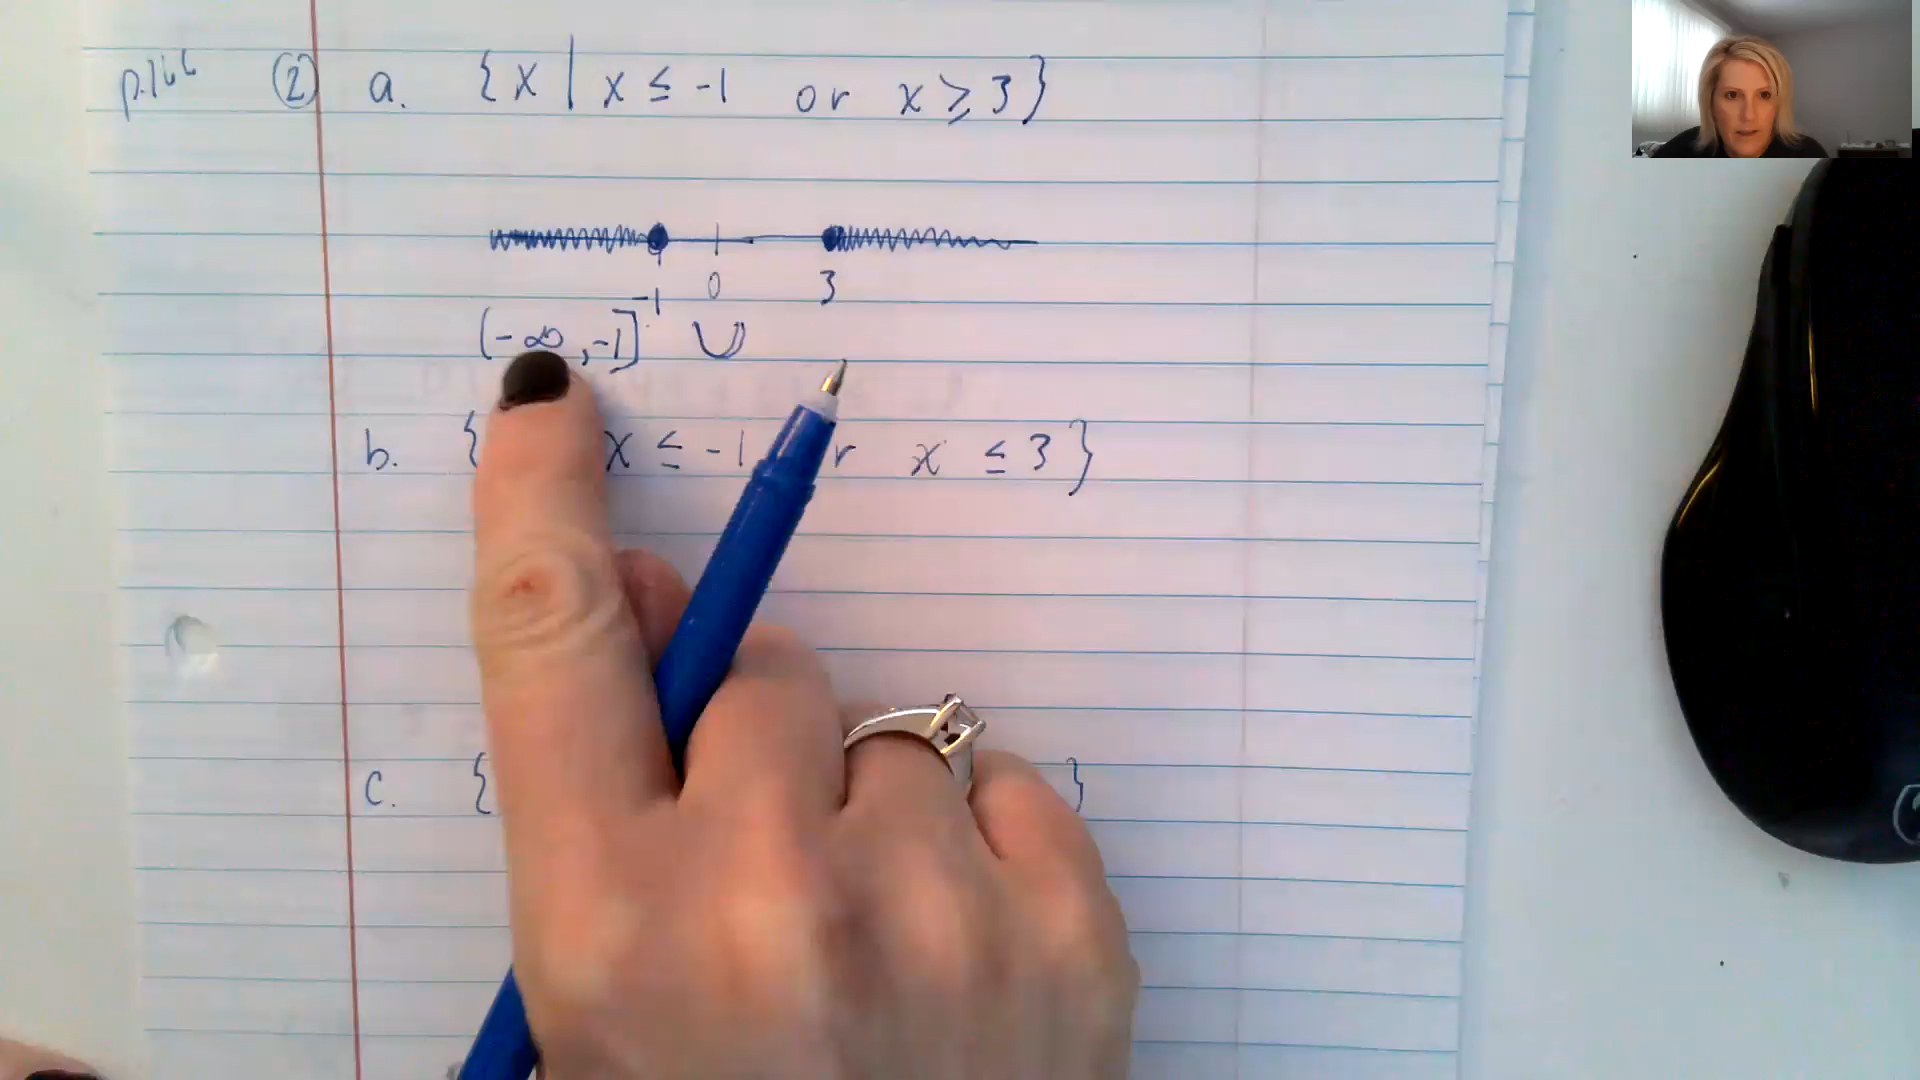 p.166 ② a. {x | x ≤ -1 or x ≥ 3}
-1 0 3
(-∞, -1] ∪
b. { x ≤ -1 r x ≤ 3}
c. { }